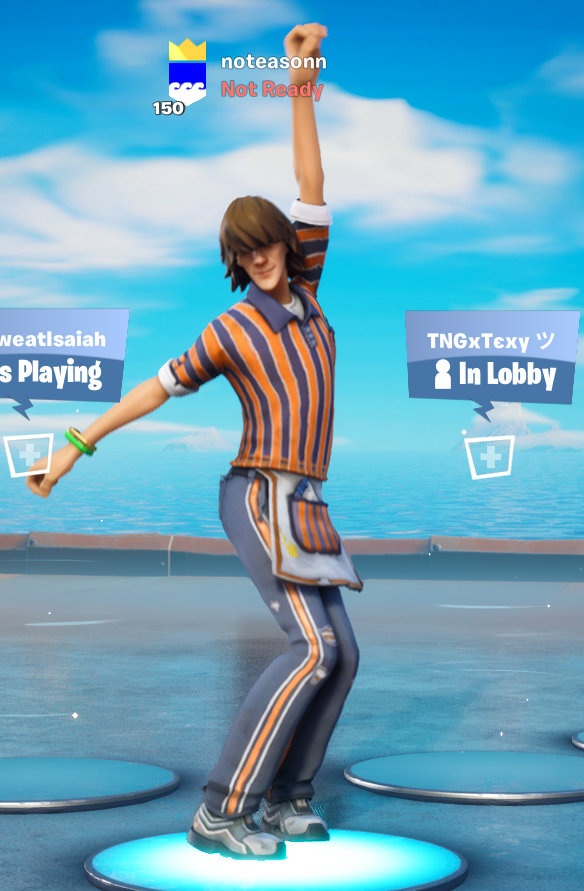 noteasonn
Not Ready
150
weatIsaiah
s Playing
TNGxTєxy ツ
In Lobby